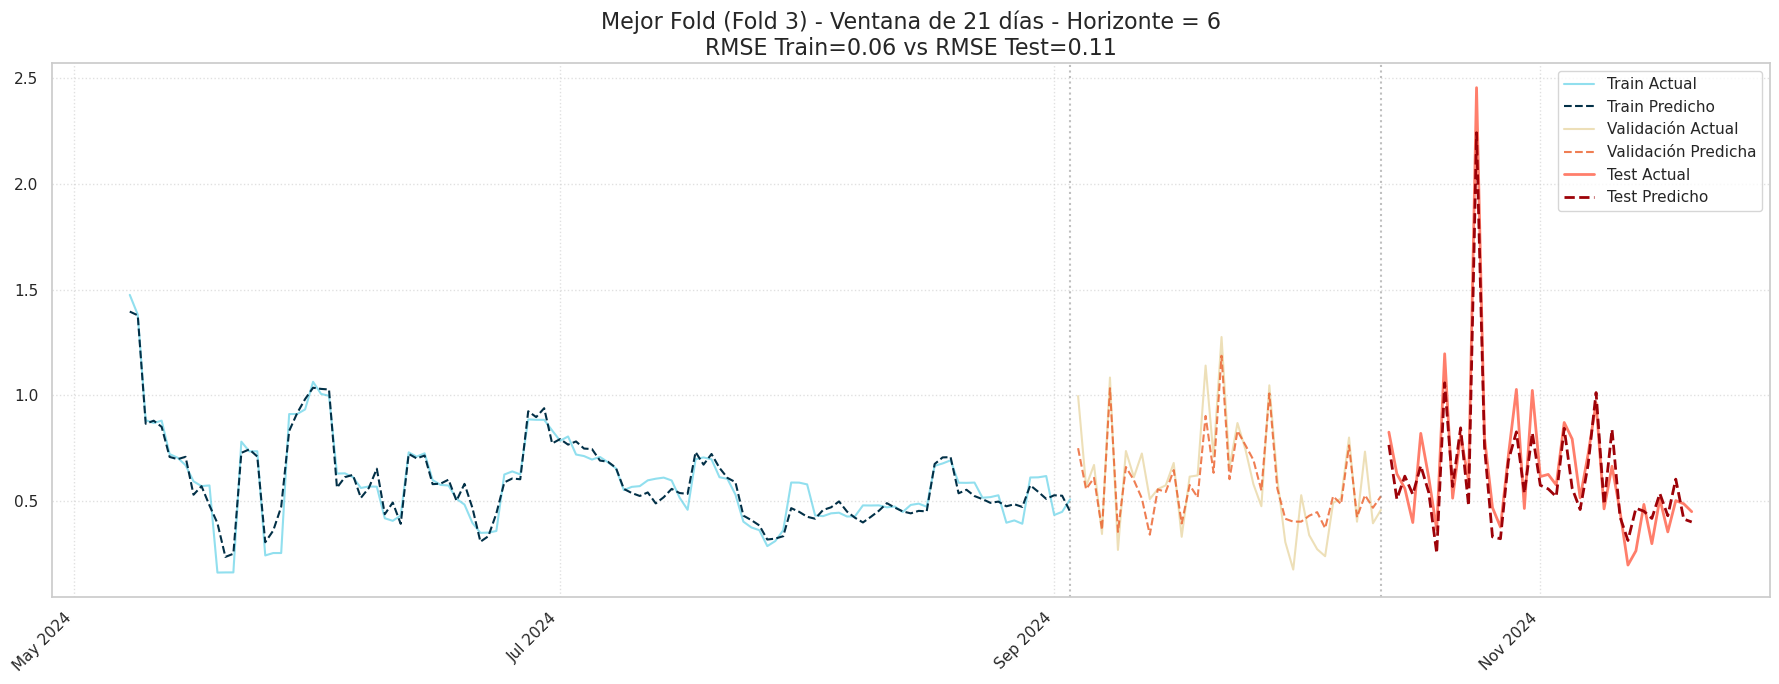 Mejor Fold (Fold 3) - Ventana de 21 días - Horizonte = 6
RMSE Train=0.06 vs RMSE Test=0.11
2.5
2.0
1.5
1.0
0.5
Train Actual
Train Predicho
Validación Actual
Validación Predicha
Test Actual
Test Predicho
May 2024
Jul 2024
Sep 2024
Nov 2024